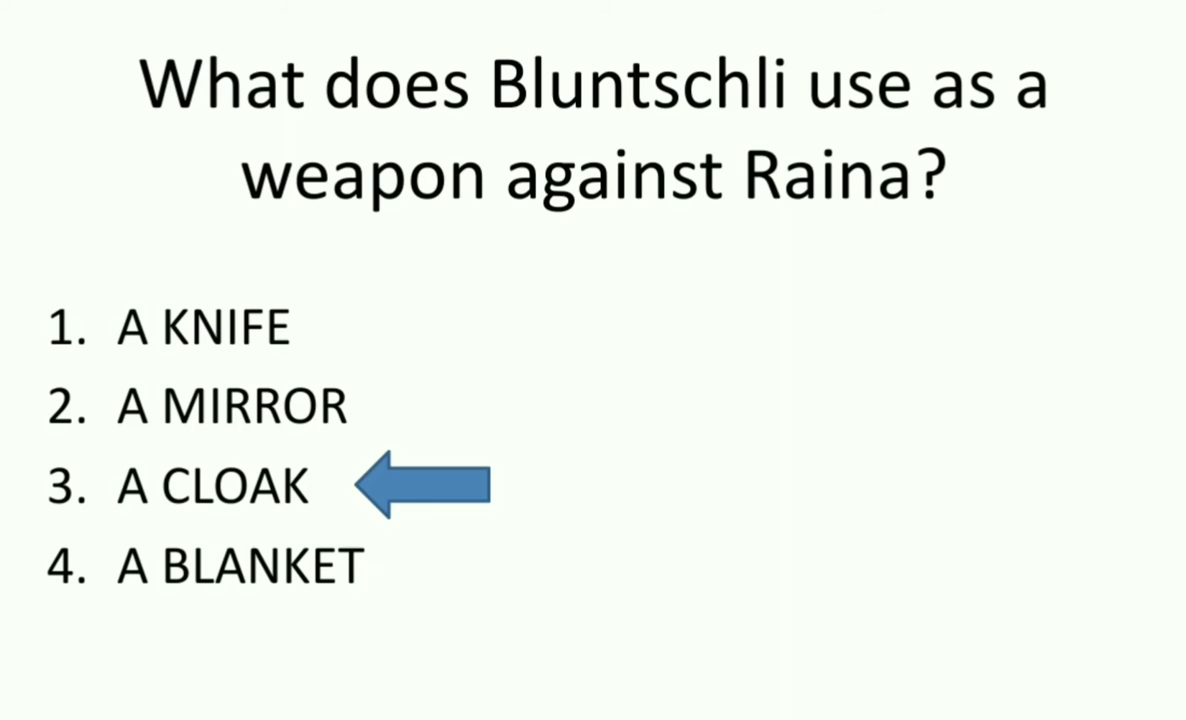 What does Bluntschli use as a
weapon against Raina?
1. A KNIFE
2. A MIRROR
3. A CLOAK
4. A BLANKET